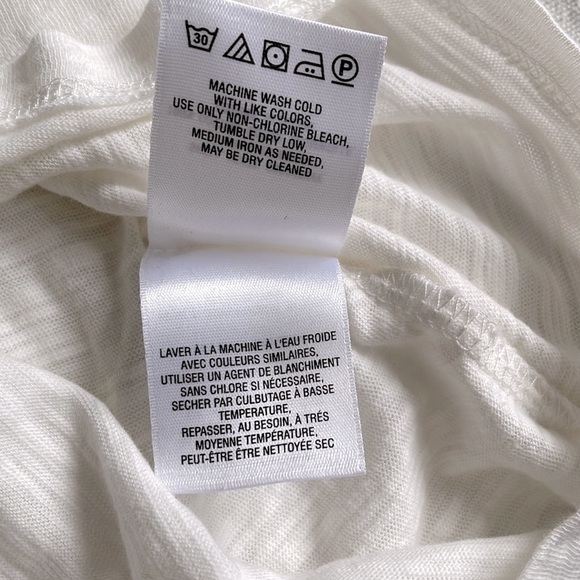 30 P
MACHINE WASH COLD
WITH LIKE COLORS,
USE ONLY NON-CHLORINE BLEACH,
TUMBLE DRY LOW,
MEDIUM IRON AS NEEDED,
MAY BE DRY CLEANED
LAVER À LA MACHINE À L'EAU FROIDE
AVEC COULEURS SIMILAIRES,
UTILISER UN AGENT DE BLANCHIMENT
SANS CHLORE SI NÉCESSAIRE,
SECHER PAR CULBUTAGE À BASSE
TEMPÉRATURE,
REPASSER, AU BESOIN, À TRÉS
MOYENNE TEMPÉRATURE,
PEUT-ÊTRE ÊTRE NETTOYÉE SEC